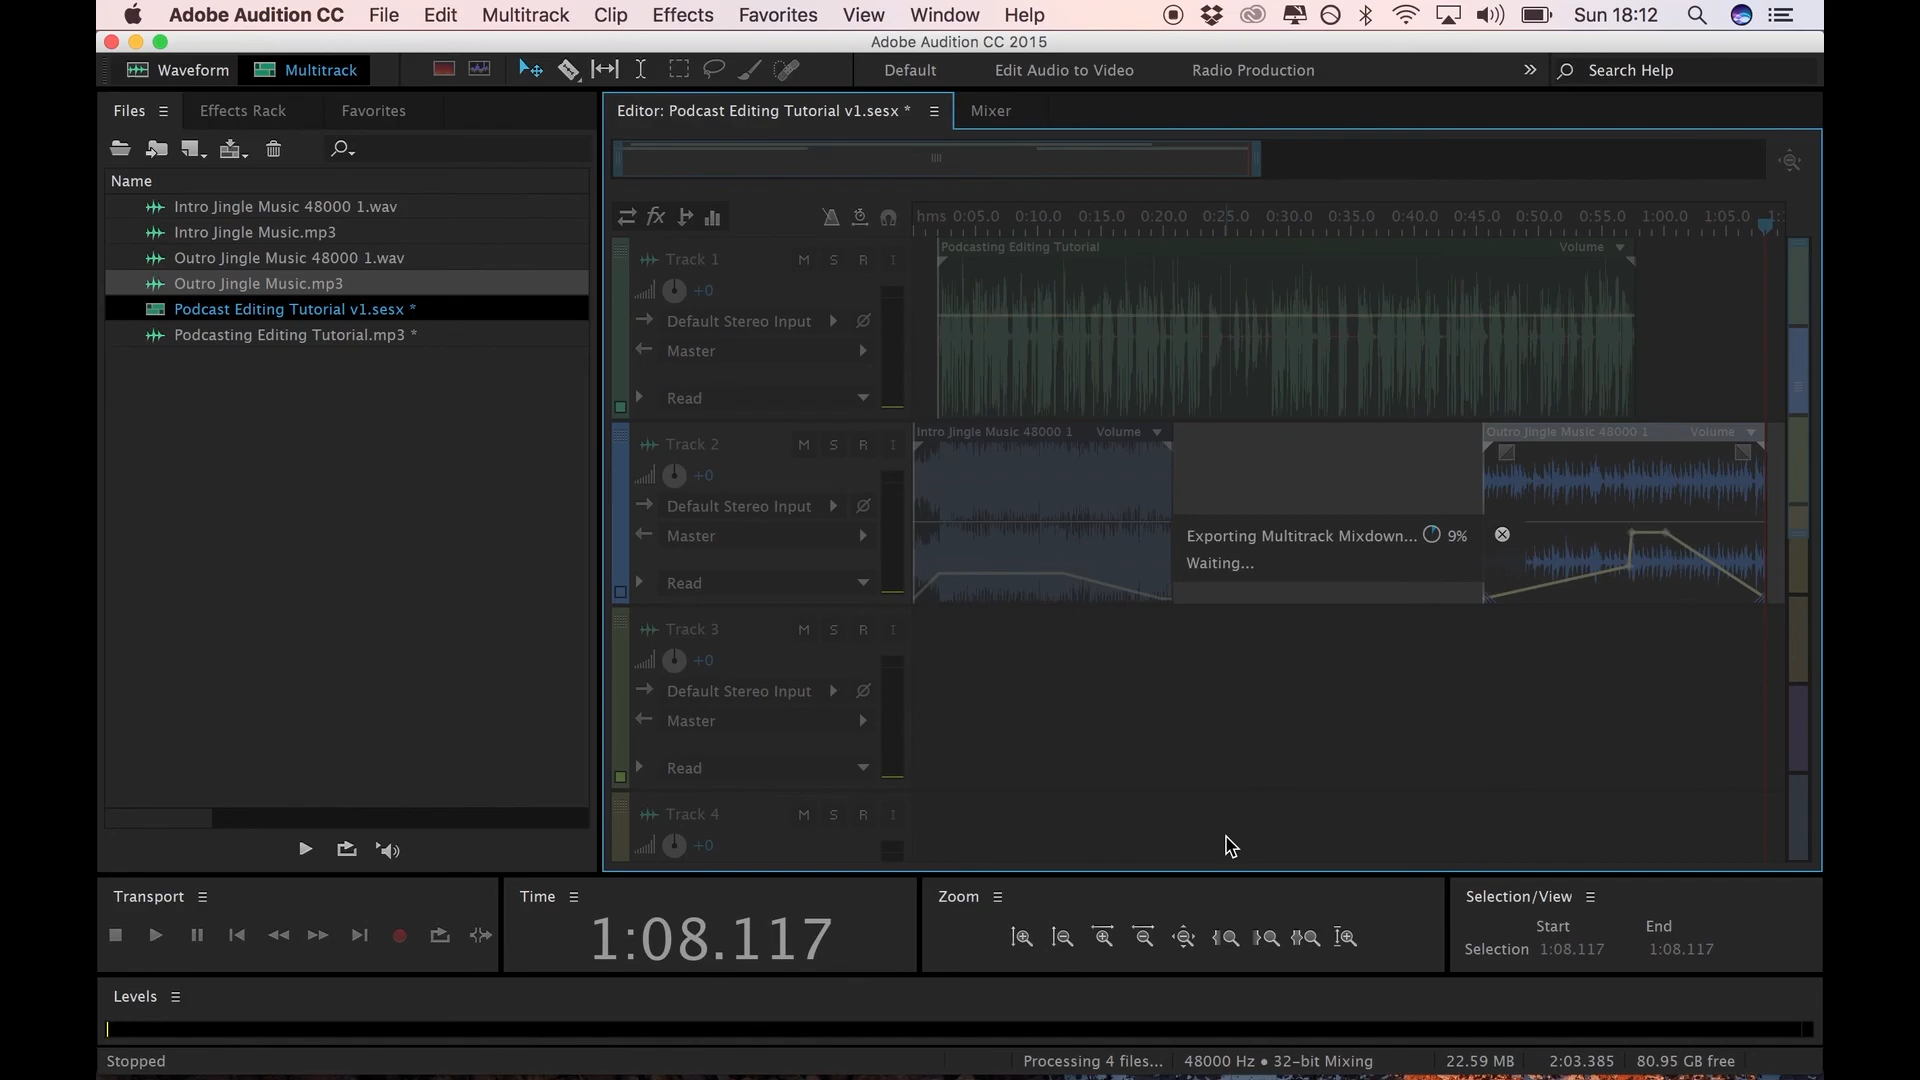 Adobe Audition CC File Edit Multitrack Clip Effects Favorites View Window Help Sun 18:12
Adobe Audition CC 2015
Waveform Multitrack Default Edit Audio to Video Radio Production Search Help
Files Effects Rack Favorites
Name
Intro Jingle Music 48000 1.wav
Intro Jingle Music.mp3
Outro Jingle Music 48000 1.wav
Outro Jingle Music.mp3
Podcast Editing Tutorial v1.sesx *
Podcasting Editing Tutorial.mp3 *
Editor: Podcast Editing Tutorial v1.sesx * Mixer
fx
hms 0:05.0 0:10.0 0:15.0 0:20.0 0:25.0 0:30.0 0:35.0 0:40.0 0:45.0 0:50.0 0:55.0 1:00.0 1:05.0 1:
Podcasting Editing Tutorial Volume
Track 1 M S R I
+0
Default Stereo Input
Master
Read
Intro Jingle Music 48000 1 Volume
Outro Jingle Music 48000 1 Volume
Track 2 M S R I
+0
Default Stereo Input
Master
Read
Exporting Multitrack Mixdown... 9%
Waiting...
Track 3 M S R I
+0
Default Stereo Input
Master
Read
Track 4 M S R I
+0
Transport
Time
1:08.117
Zoom
Selection/View
Start End
Selection 1:08.117 1:08.117
Levels
Stopped Processing 4 files... 48000 Hz • 32-bit Mixing 22.59 MB 2:03.385 80.95 GB free